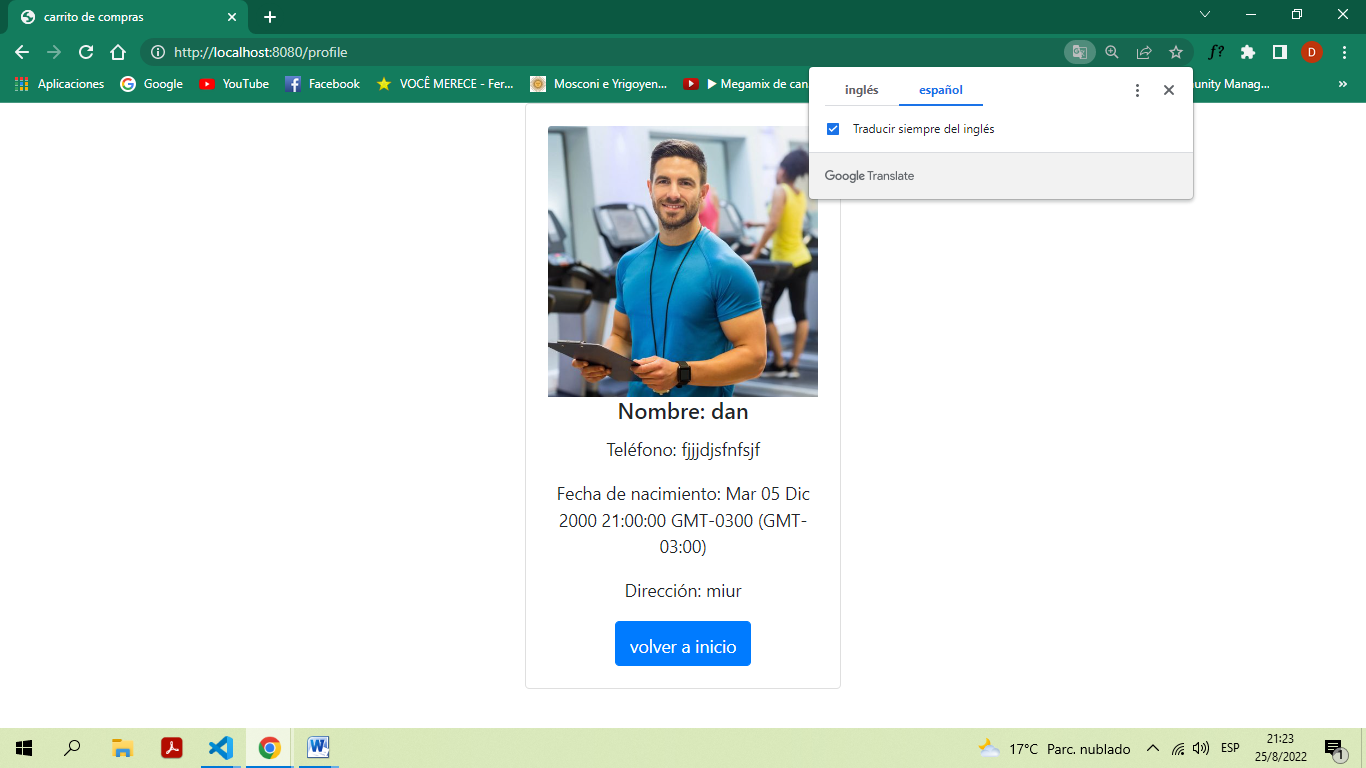 carrito de compras
http://localhost:8080/profile
f?
D
Aplicaciones
Google
YouTube
Facebook
VOCÊ MERECE - Fer...
Mosconi e Yrigoyen...
▶ Megamix de can
unity Manag...
»
inglés
español
Traducir siempre del inglés
Google Translate
Nombre: dan
Teléfono: fjjjdjsfnfsjf
Fecha de nacimiento: Mar 05 Dic
2000 21:00:00 GMT-0300 (GMT-
03:00)
Dirección: miur
volver a inicio
17°C Parc. nublado
ESP
21:23
25/8/2022
1